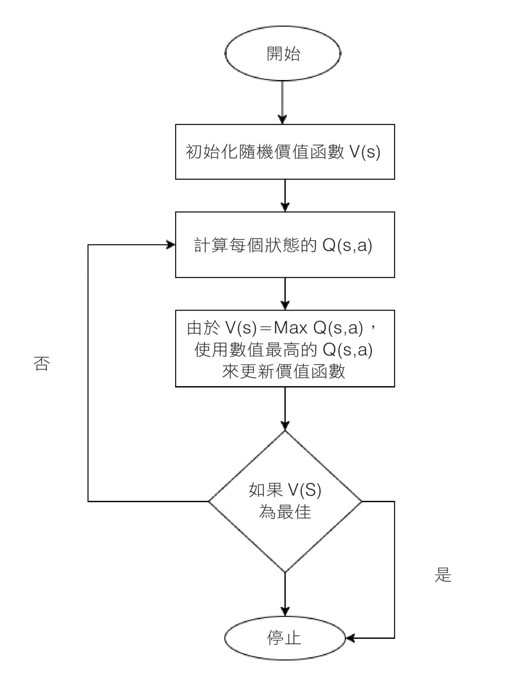 開始
初始化隨機價值函數 V(s)
計算每個狀態的 Q(s,a)
由於 V(s)=Max Q(s,a),
使用數值最高的 Q(s,a)
來更新價值函數
否
如果 V(S)
為最佳
是
停止